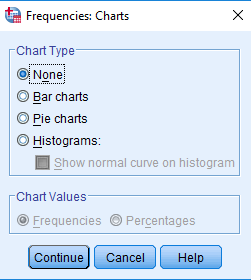 Frequencies: Charts
Chart Type
None
Bar charts
Pie charts
Histograms:
Show normal curve on histogram
Chart Values
Frequencies Percentages
Continue Cancel Help